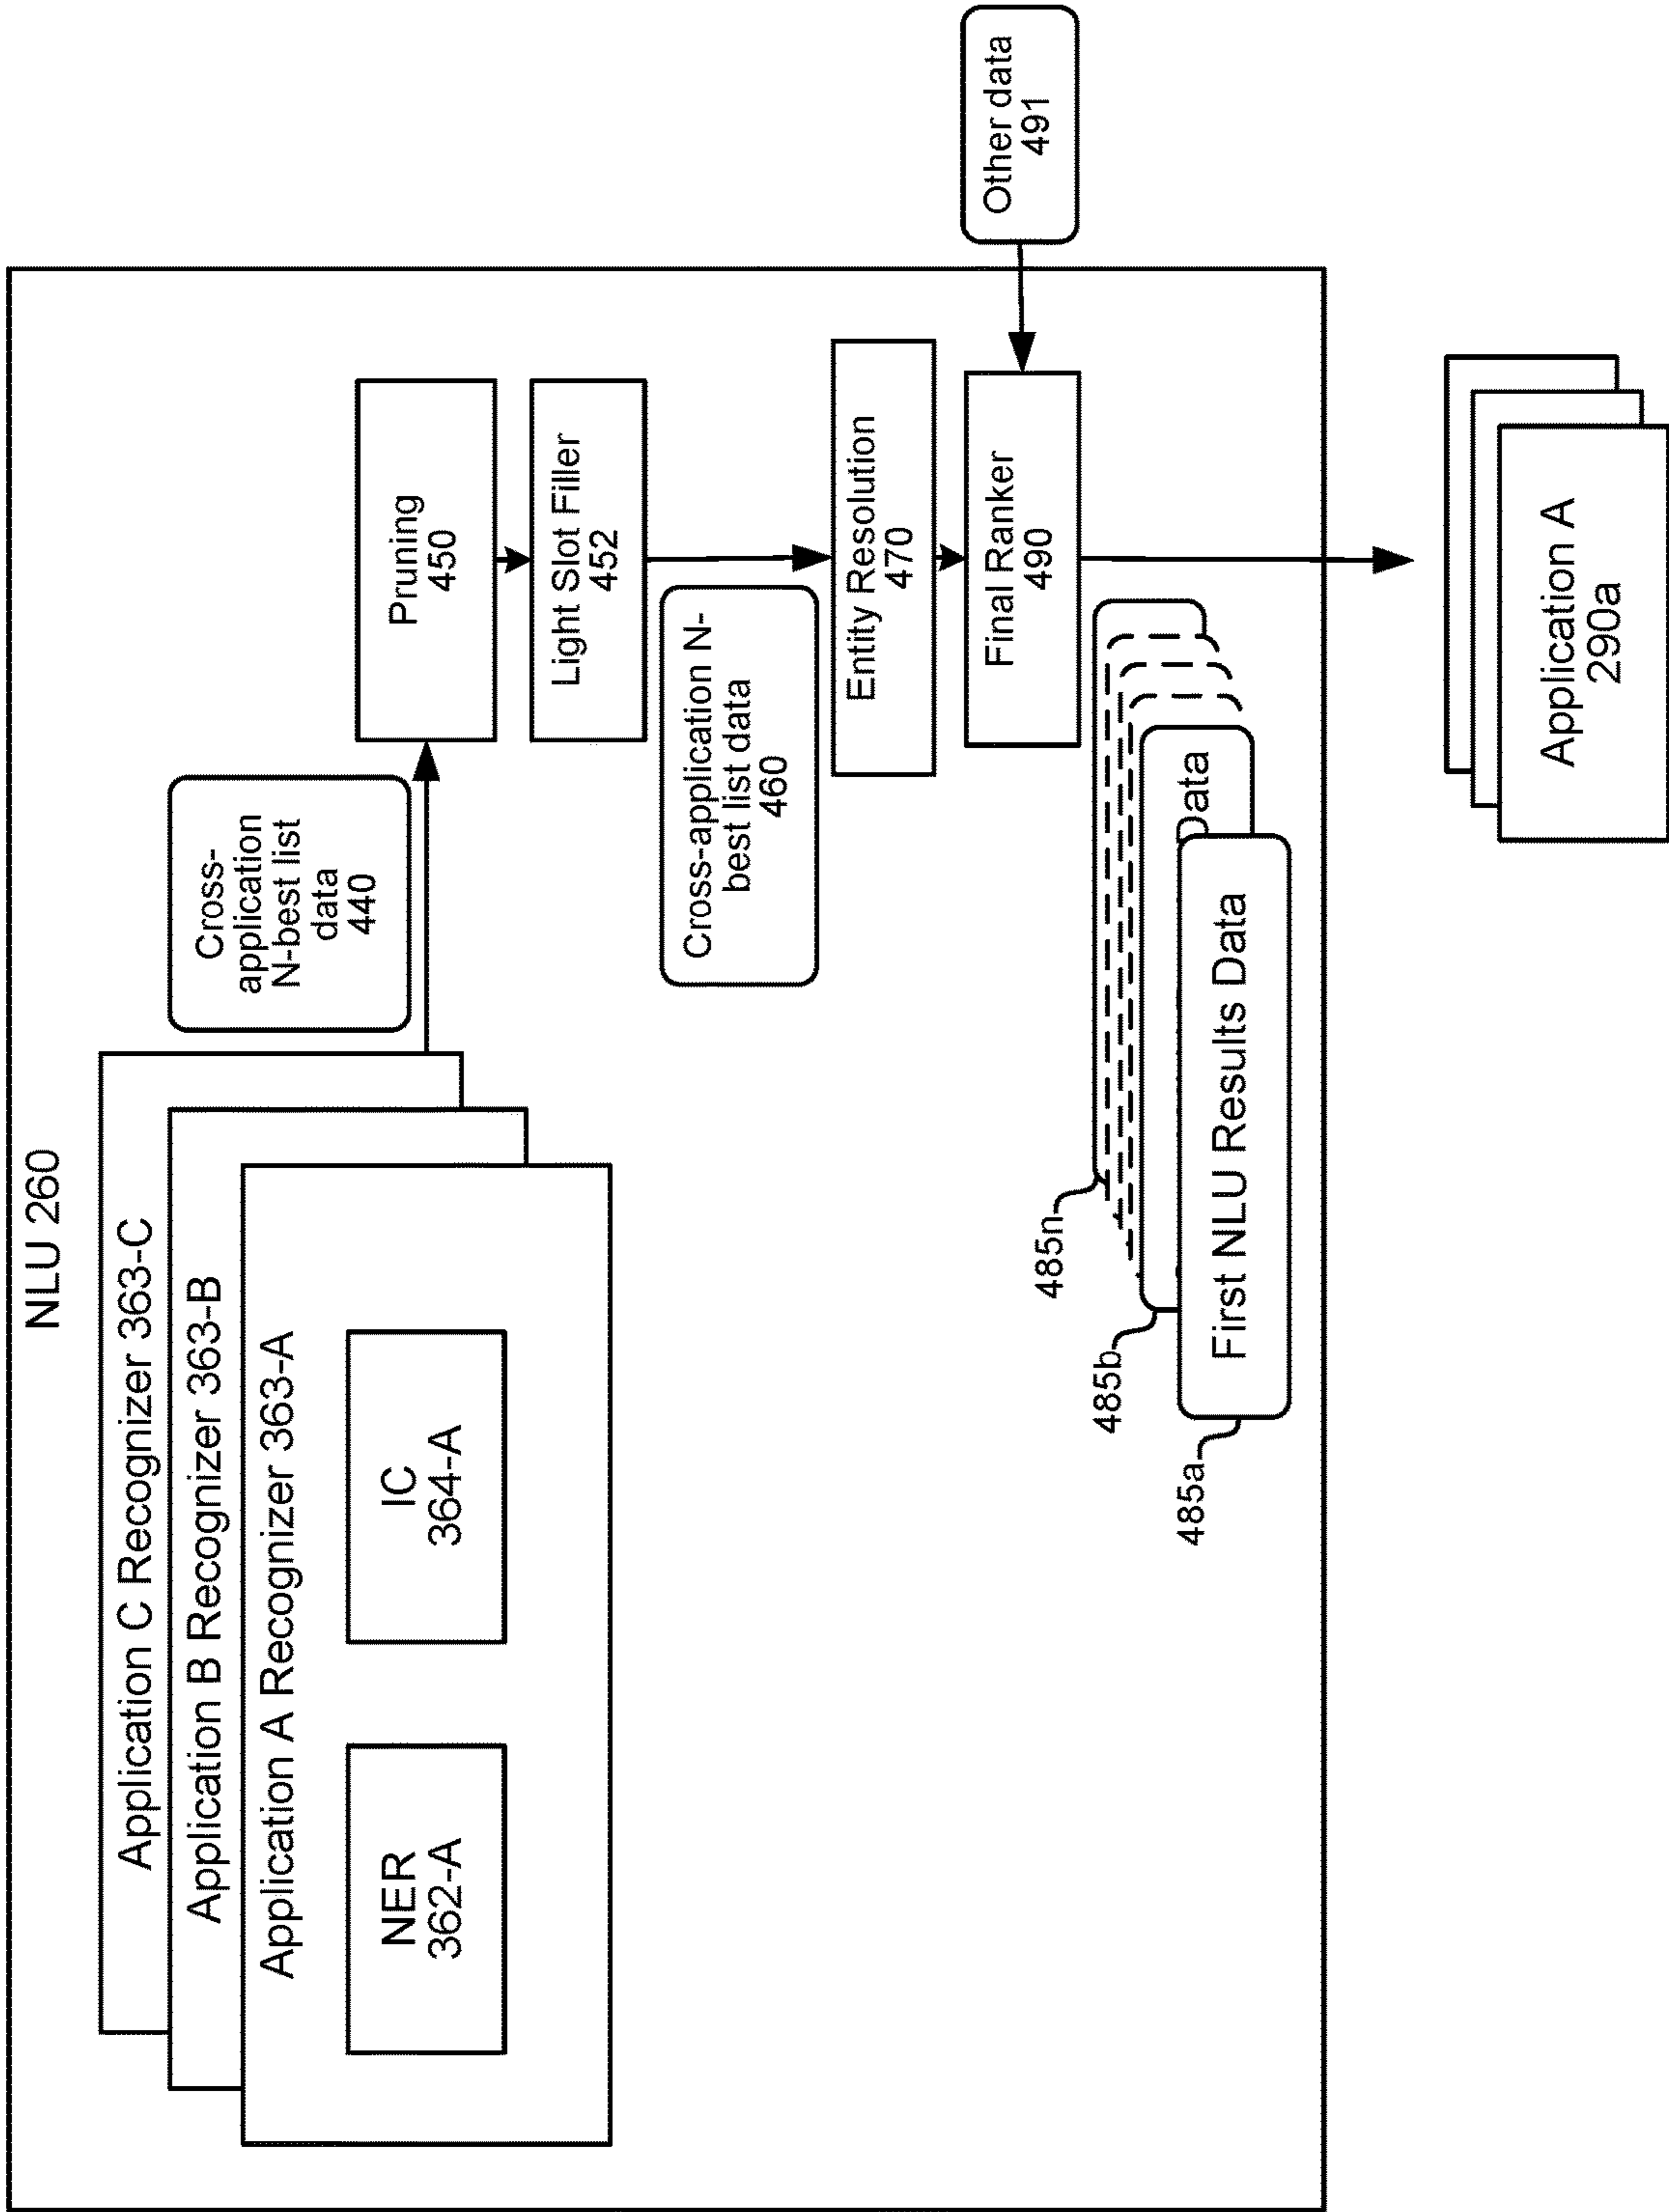 NLU 260
Application C Recognizer 363-C
Application B Recognizer 363-B
Application A Recognizer 363-A
NER
362-A
IC
364-A
Cross-
application
N-best list
data
440
Pruning
450
Light Slot Filler
452
Cross-application N-
best list data
460
Entity Resolution
470
Final Ranker
490
Other data
491
485n
485b
485a
Data
First NLU Results Data
Application A
290a